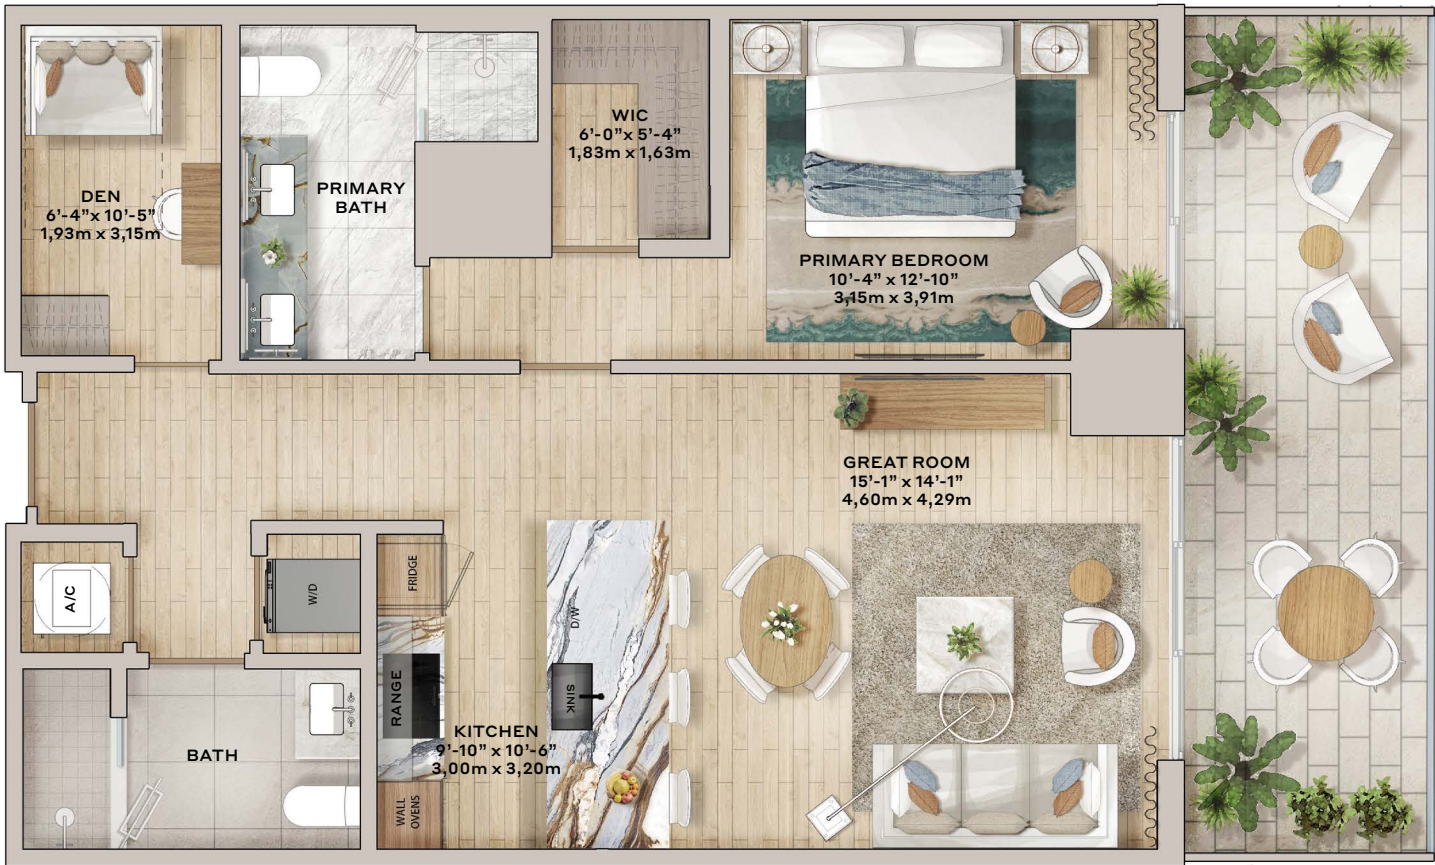 DEN
6'-4"x 10'-5"
1,93m x 3,15m
PRIMARY
BATH
WIC
6'-0"x 5'-4"
1,83m x 1,63m
PRIMARY BEDROOM
10'-4" x 12'-10"
3,15m x 3,91m
GREAT ROOM
15'-1" x 14'-1"
4,60m x 4,29m
A/C
W/D
FRIDGE
D/W
RANGE
SINK
KITCHEN
9'-10" x 10'-6"
3,00m x 3,20m
BATH
WALL
OVENS